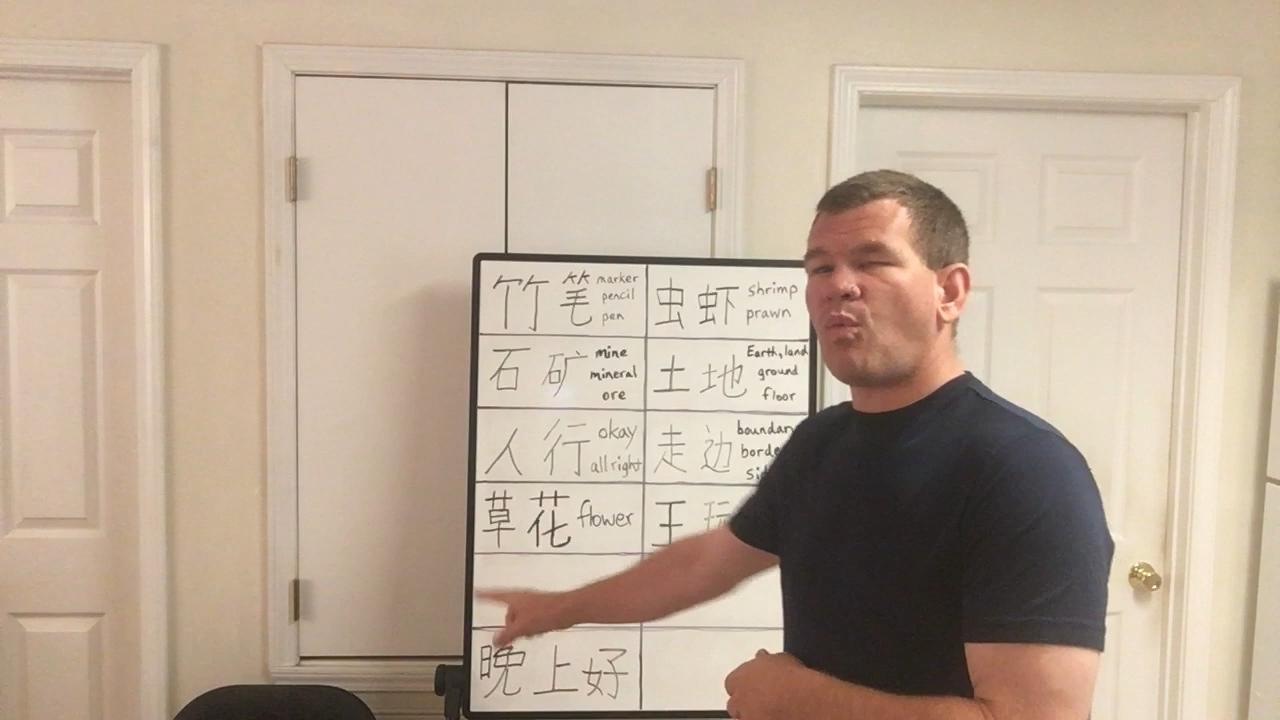 竹 笔 marker
pencil
pen
虫 虾 shrimp
prawn
石 矿 mine
mineral
ore
土 地 Earth, land
ground
floor
人 行 okay
all right
走 边
草 花 flower
王
晚 上 好